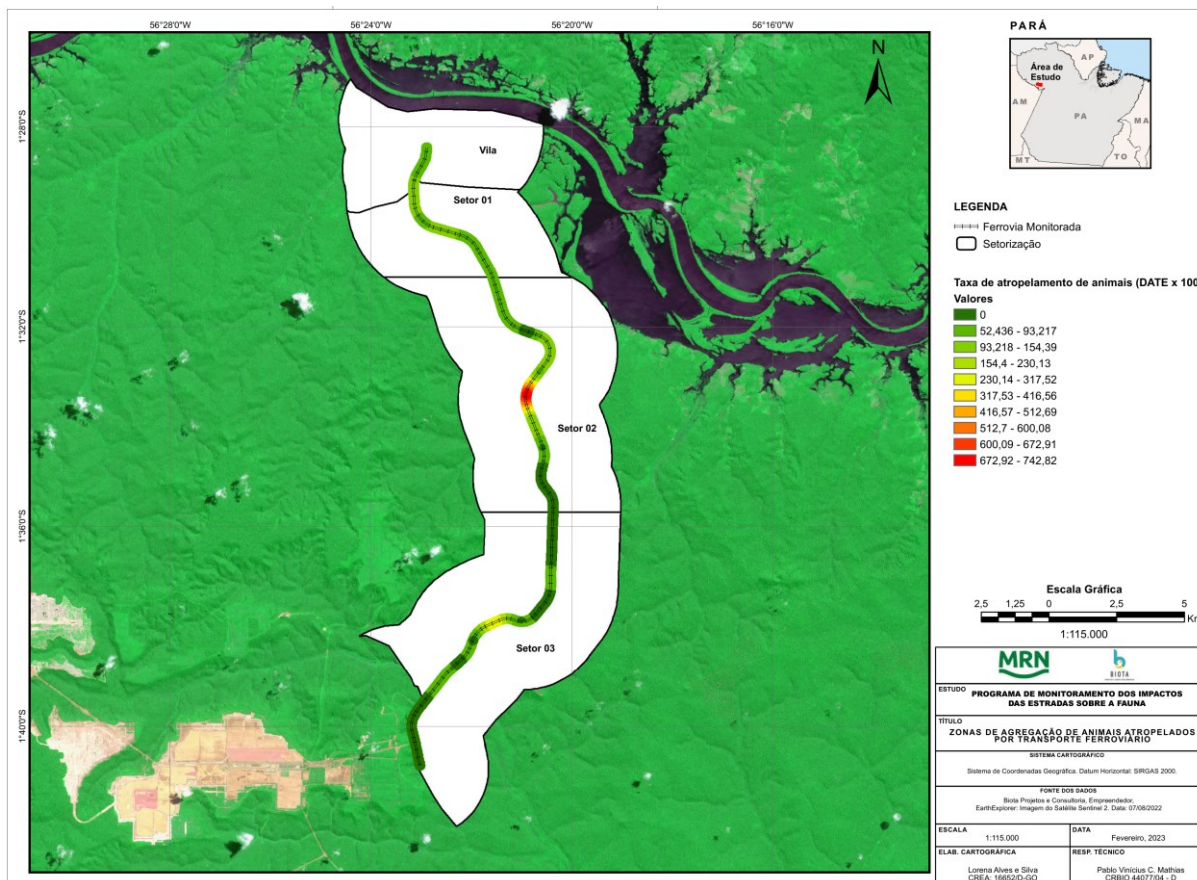 56°28'0"W
56°24'0"W
56°20'0"W
56°16'0"W
1°28'0"S
1°32'0"S
1°36'0"S
1°40'0"S
N
Vila
Setor 01
Setor 02
Setor 03
PARÁ
Área de
Estudo
AP
AM
PA
MA
MT
TO
LEGENDA
Ferrovia Monitorada
Setorização
Taxa de atropelamento de animais (DATE x 100
Valores
0
52,436 - 93,217
93,218 - 154,39
154,4 - 230,13
230,14 - 317,52
317,53 - 416,56
416,57 - 512,69
512,7 - 600,08
600,09 - 672,91
672,92 - 742,82
Escala Gráfica
2,5 1,25 0 2,5 5
Km
1:115.000
MRN
BIOTA
ESTUDO
PROGRAMA DE MONITORAMENTO DOS IMPACTOS
DAS ESTRADAS SOBRE A FAUNA
TÍTULO
ZONAS DE AGREGAÇÃO DE ANIMAIS ATROPELADOS
POR TRANSPORTE FERROVIÁRIO
SISTEMA CARTOGRÁFICO
Sistema de Coordenadas Geográfica. Datum Horizontal: SIRGAS 2000.
FONTE DOS DADOS
Biota Projetos e Consultoria, Empreendedor.
EarthExplorer: Imagem do Satélite Sentinel 2. Data: 07/08/2022
ESCALA
1:115.000
DATA
Fevereiro, 2023
ELAB. CARTOGRÁFICA
Lorena Alves e Silva
CREA: 16652/D-GO
RESP. TÉCNICO
Pablo Vinícius C. Mathias
CRBIO 44077/04 - D